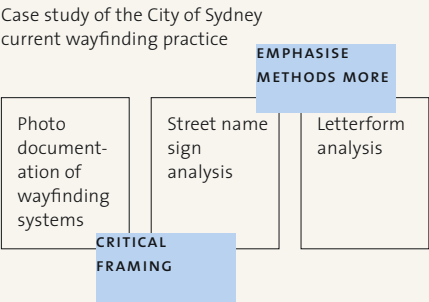 Case study of the City of Sydney
current wayfinding practice
EMPHASISE
METHODS MORE
Photo
document-
ation of
wayfinding
systems
Street name
sign
analysis
Letterform
analysis
CRITICAL
FRAMING